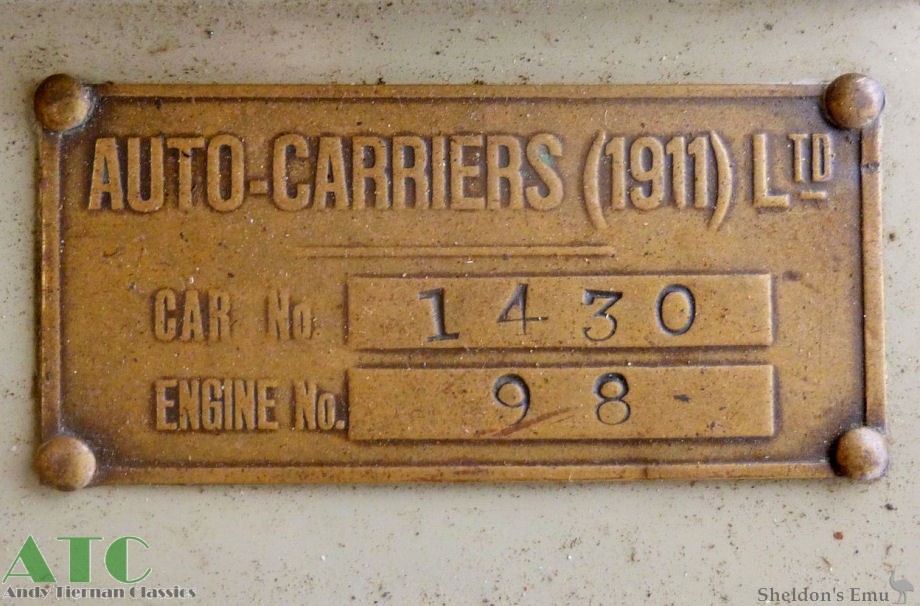 AUTO-CARRIERS (1911) LTD
CAR No. 1430
ENGINE No. 98
ATC
Andy Tiernan Classics
Sheldon's Emu